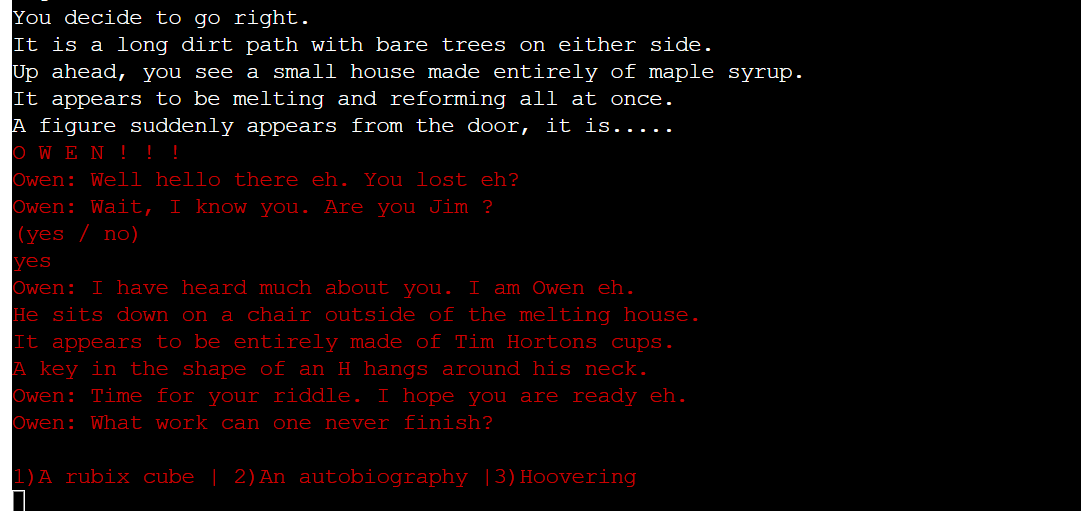 You decide to go right.
It is a long dirt path with bare trees on either side.
Up ahead, you see a small house made entirely of maple syrup.
It appears to be melting and reforming all at once.
A figure suddenly appears from the door, it is.....
O W E N ! ! !
Owen: Well hello there eh. You lost eh?
Owen: Wait, I know you. Are you Jim ?
(yes / no)
yes
Owen: I have heard much about you. I am Owen eh.
He sits down on a chair outside of the melting house.
It appears to be entirely made of Tim Hortons cups.
A key in the shape of an H hangs around his neck.
Owen: Time for your riddle. I hope you are ready eh.
Owen: What work can one never finish?
1)A rubix cube | 2)An autobiography |3)Hoovering